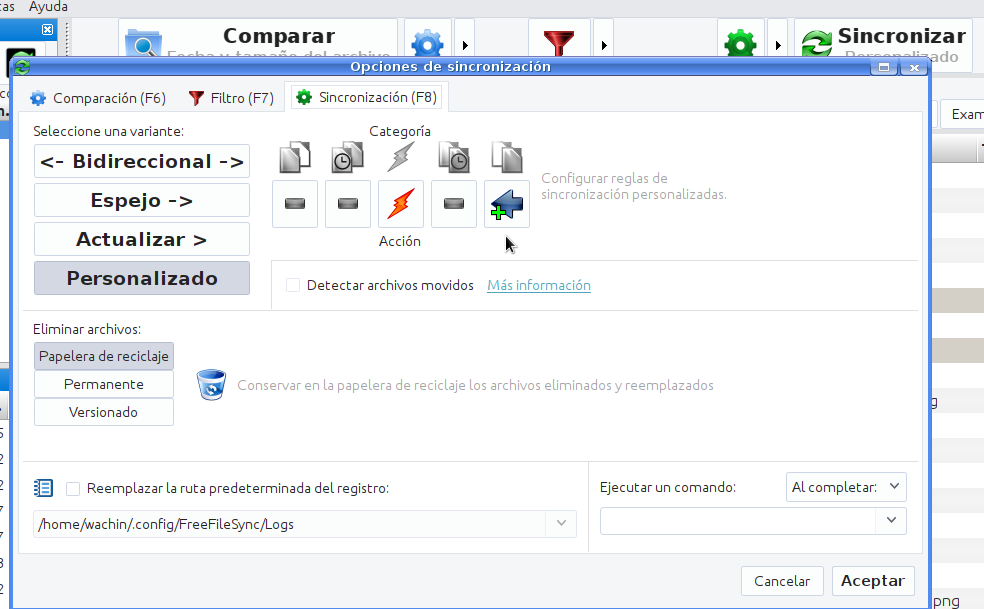 Ayuda
Comparar
Fecha y tamaño del archivo
Sincronizar
Personalizado
Opciones de sincronización
Comparación (F6)
Filtro (F7)
Sincronización (F8)
Seleccione una variante:
Categoría
<- Bidireccional ->
Espejo ->
Actualizar >
Personalizado
Configurar reglas de
sincronización personalizadas.
Acción
Detectar archivos movidos
Más información
Eliminar archivos:
Papelera de reciclaje
Permanente
Versionado
Conservar en la papelera de reciclaje los archivos eliminados y reemplazados
Reemplazar la ruta predeterminada del registro:
/home/wachin/.config/FreeFileSync/Logs
Ejecutar un comando:
Al completar:
Cancelar
Aceptar
png